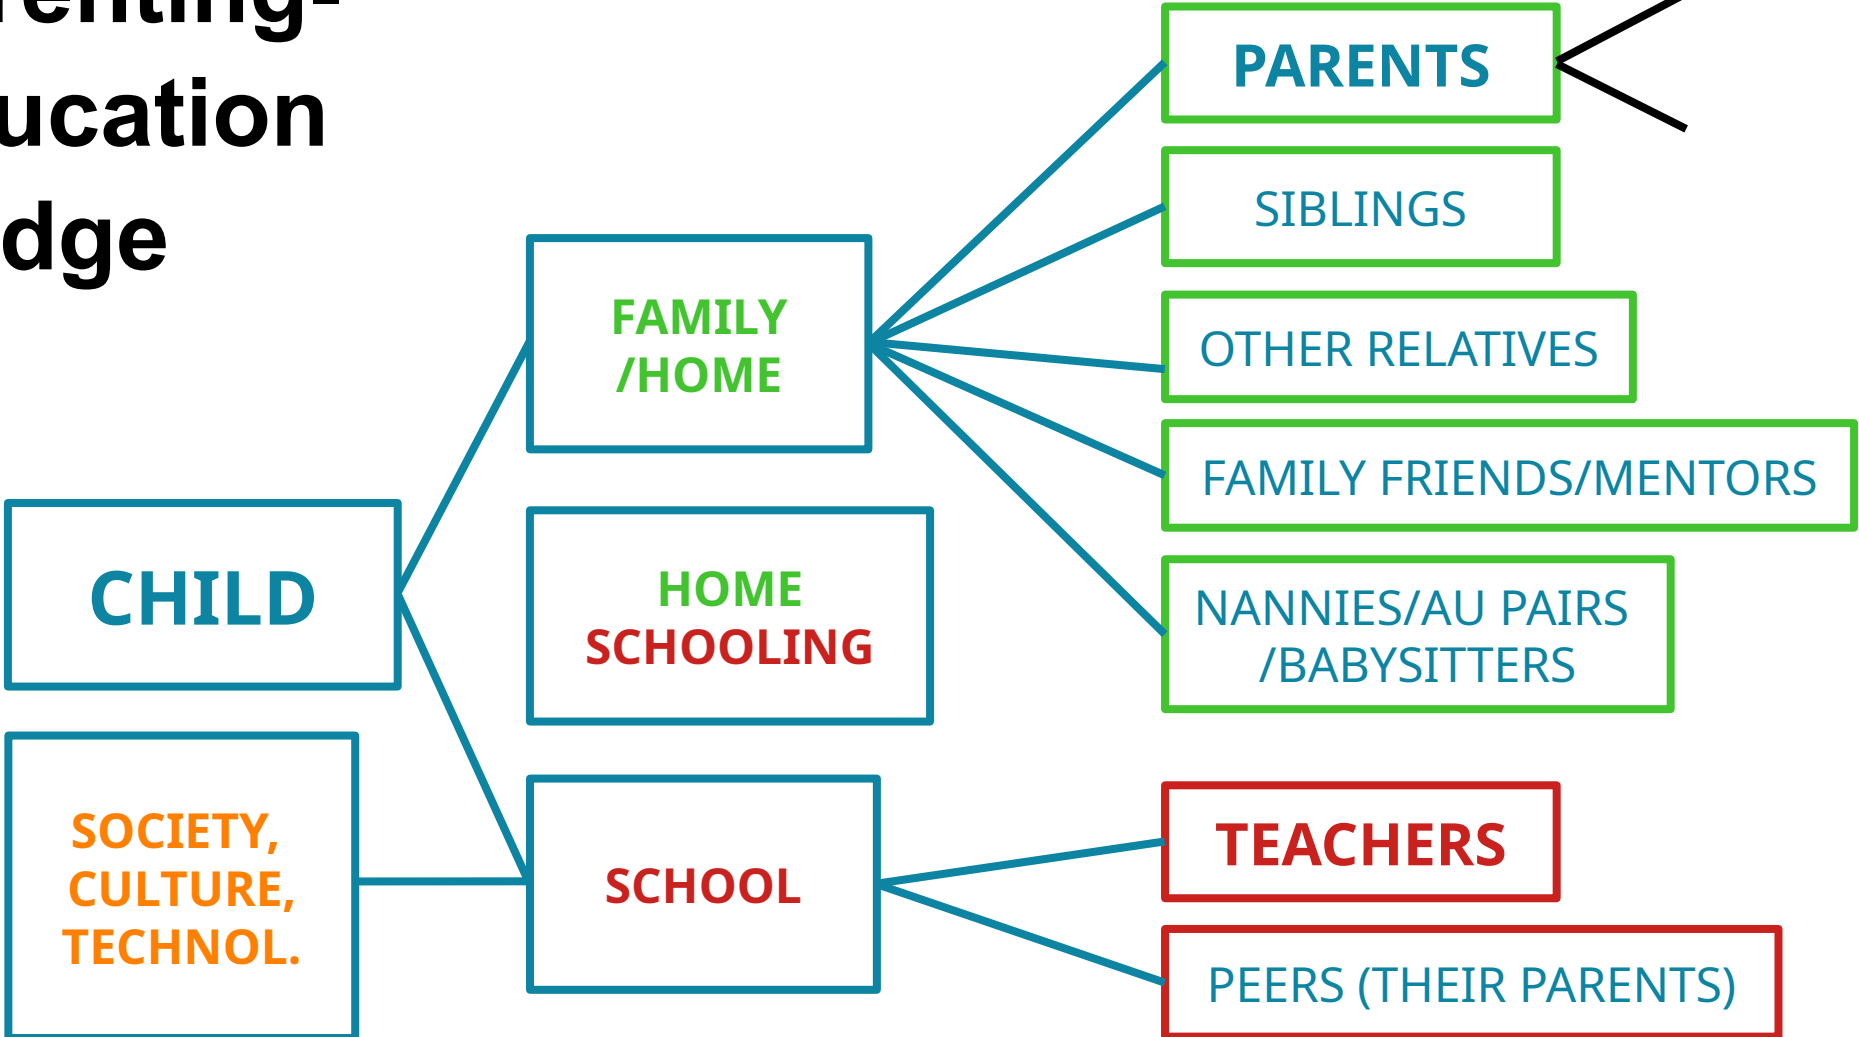 renting-
ucation
dge
PARENTS
SIBLINGS
OTHER RELATIVES
FAMILY FRIENDS/MENTORS
NANNIES/AU PAIRS
/BABYSITTERS
FAMILY
/HOME
HOME
SCHOOLING
CHILD
SOCIETY,
CULTURE,
TECHNOL.
SCHOOL
TEACHERS
PEERS (THEIR PARENTS)